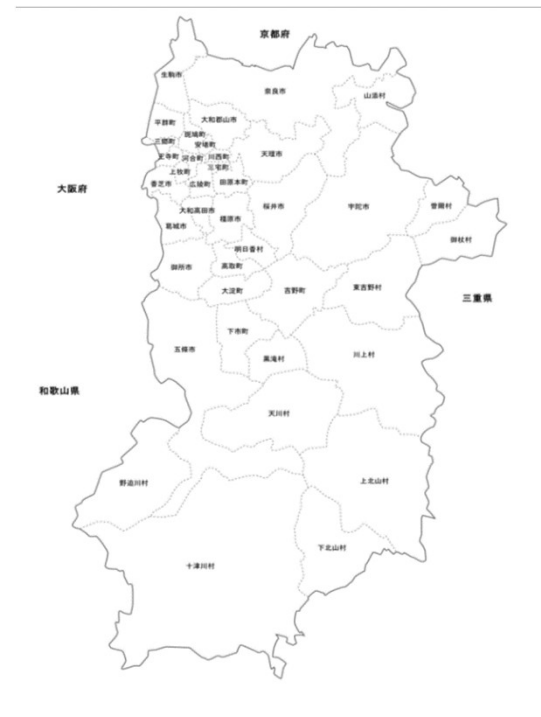 京都府
生駒市
奈良市
山添村
平群町
大和郡山市
斑鳩町
三郷町
安堵町
天理市
王寺町
河合町
川西町
三宅町
上牧町
香芝市
広陵町
田原本町
大阪府
宇陀市
曽爾村
桜井市
大和高田市
橿原市
葛城市
御杖村
明日香村
御所市
高取町
大淀町
吉野町
東吉野村
三重県
下市町
五條市
黒滝村
川上村
和歌山県
天川村
野迫川村
上北山村
下北山村
十津川村